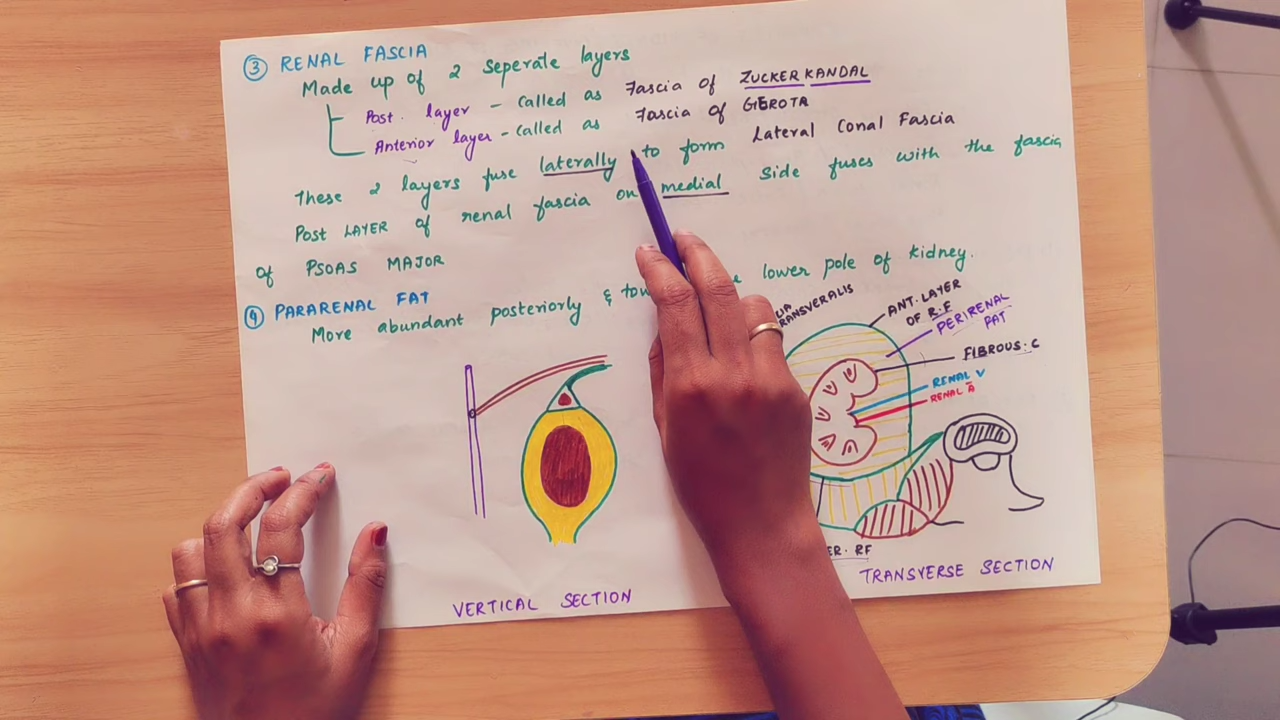 ③ RENAL FASCIA
Made up of 2 seperate layers
Post. layer - called as Fascia of ZUCKERKANDAL
Anterior layer - called as Fascia of GEROTA
These 2 layers fuse laterally to form Lateral Conal Fascia
Post LAYER of renal fascia on medial side fuses with the fascia
of PSOAS MAJOR
④ PARARENAL FAT
More abundant posteriorly & lower pole of kidney.
ANT. LAYER
OF R.F
PERIRENAL
FAT
FIBROUS. C
RENAL V
RENAL A
RF
VERTICAL SECTION
TRANSVERSE SECTION